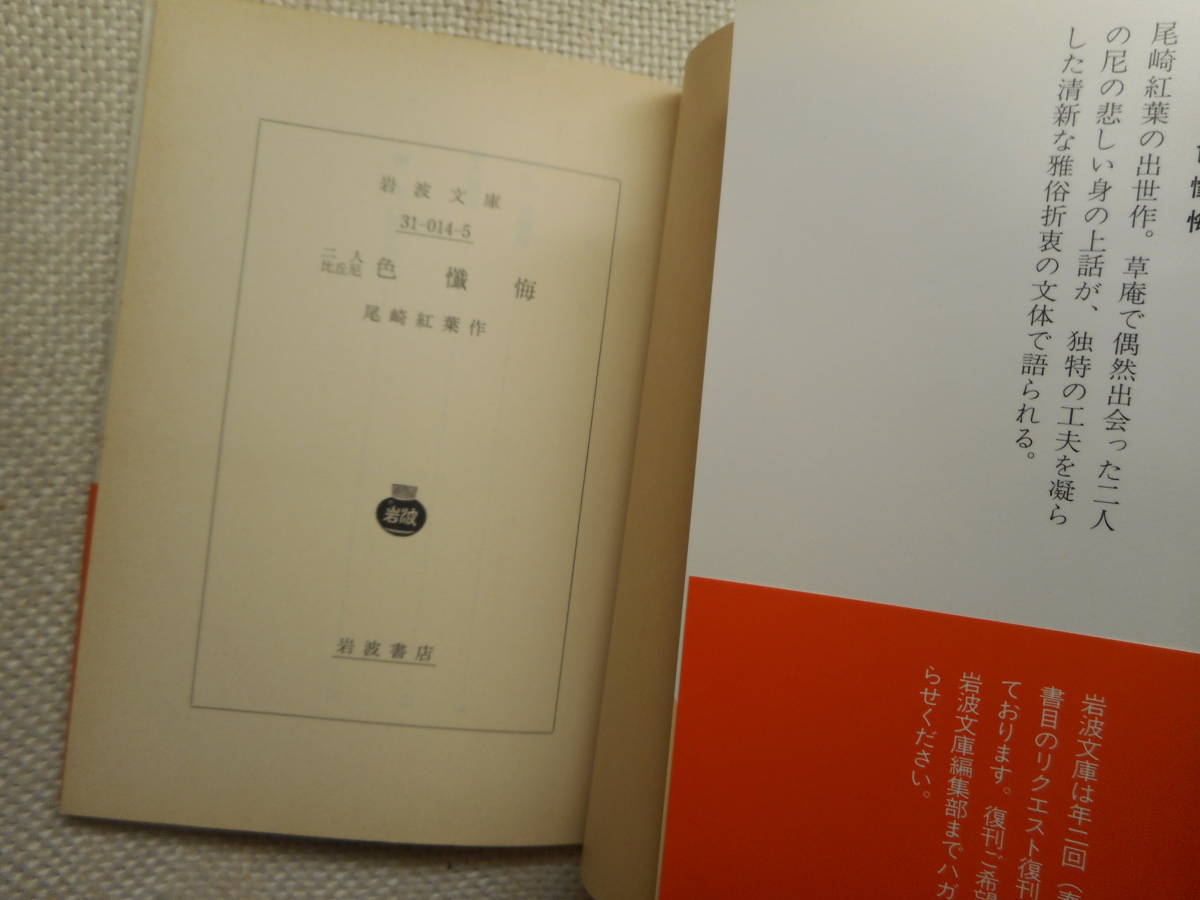 岩波文庫
31-014-5
二人比丘尼 色懺悔
尾崎紅葉作
岩波
岩波書店
尾崎紅葉の出世作。草庵で偶然出会った二人
の尼の悲しい身の上話が、独特の工夫を凝ら
した清新な雅俗折衷の文体で語られる。
岩波文庫は年二回（春
書目のリクエスト復刊
ております。復刊ご希望
岩波文庫編集部までハガ
らせください。